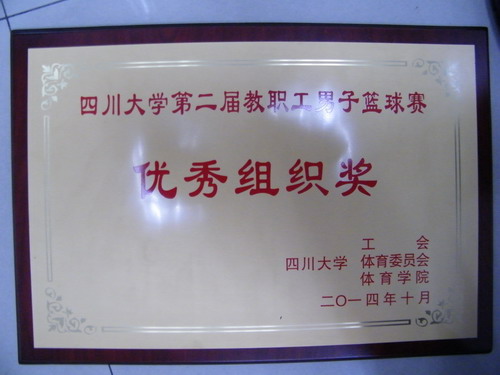 四川大学第二届教职工男子篮球赛
优秀组织奖
工会
四川大学 体育委员会
体育学院
二〇一四年十月